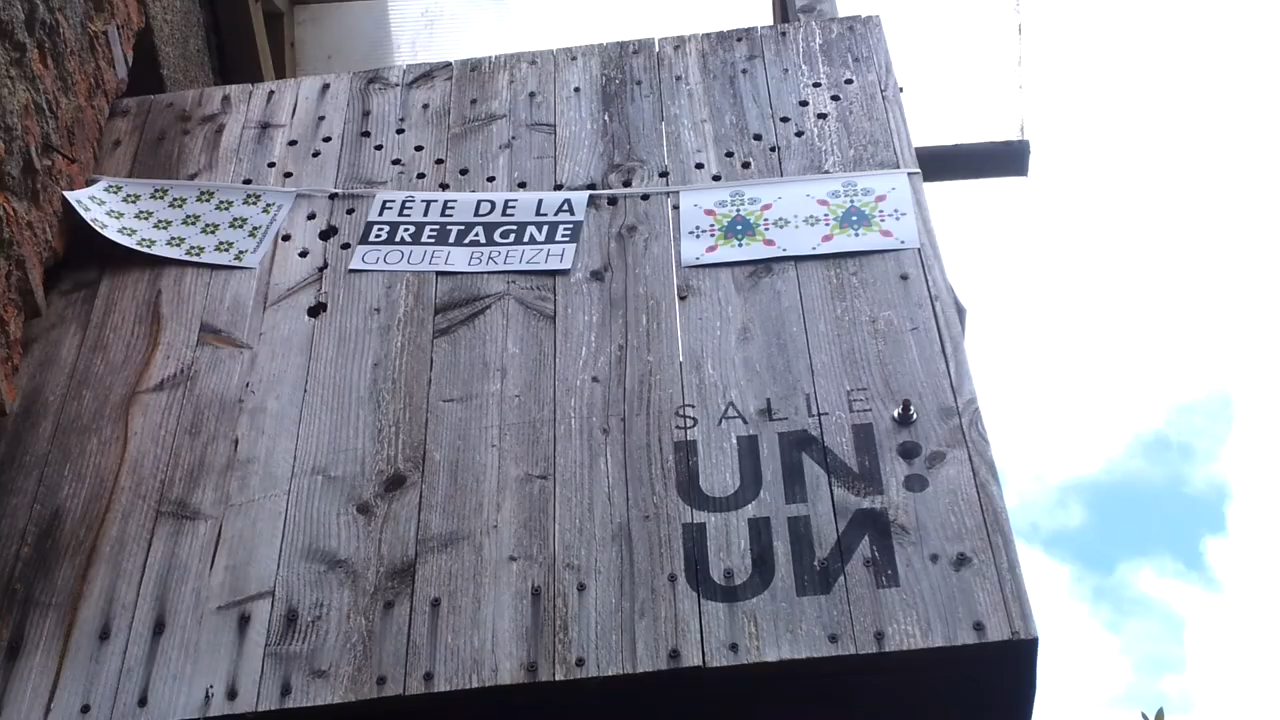 FÊTE DE LA
BRETAGNE
GOUEL BREIZH
SALLE
UN:
UN